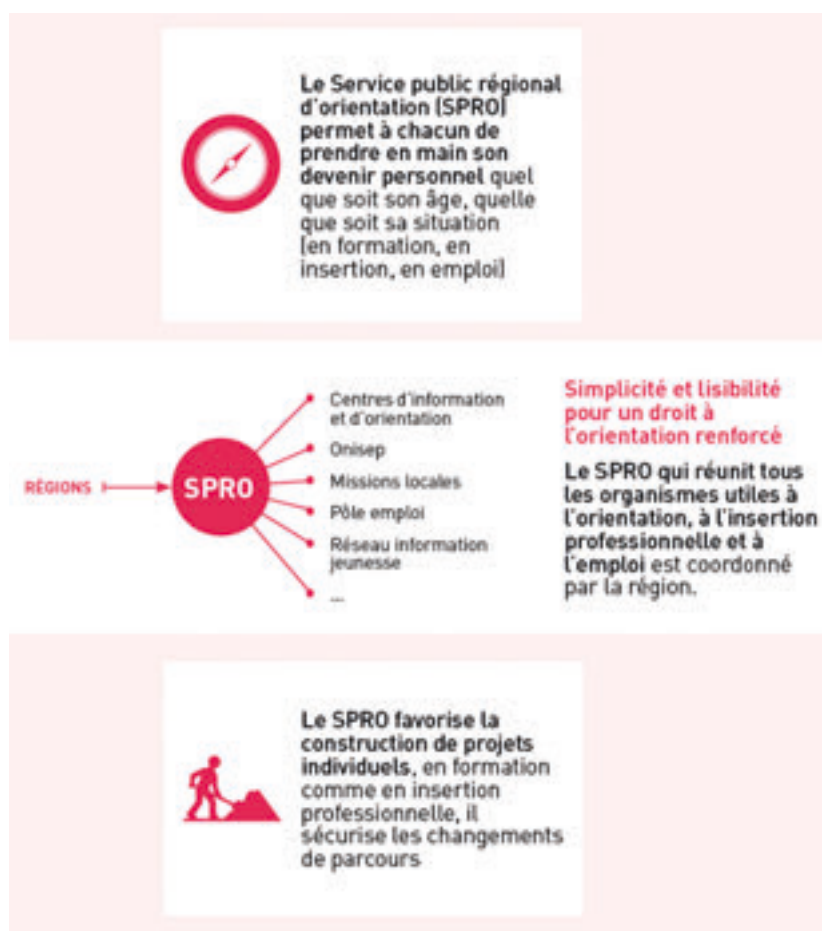 Le Service public régional
d'orientation (SPRO)
permet à chacun de
prendre en main son
devenir personnel quel
que soit son âge, quelle
que soit sa situation
(en formation, en
insertion, en emploi)
RÉGIONS
SPRO
Centres d'information
et d'orientation
Onisep
Missions locales
Pôle emploi
Réseau information
jeunesse
...
Simplicité et lisibilité
pour un droit à
l'orientation renforcé
Le SPRO qui réunit tous
les organismes utiles à
l'orientation, à l'insertion
professionnelle et à
l'emploi est coordonné
par la région.
Le SPRO favorise la
construction de projets
individuels, en formation
comme en insertion
professionnelle, il
sécurise les changements
de parcours